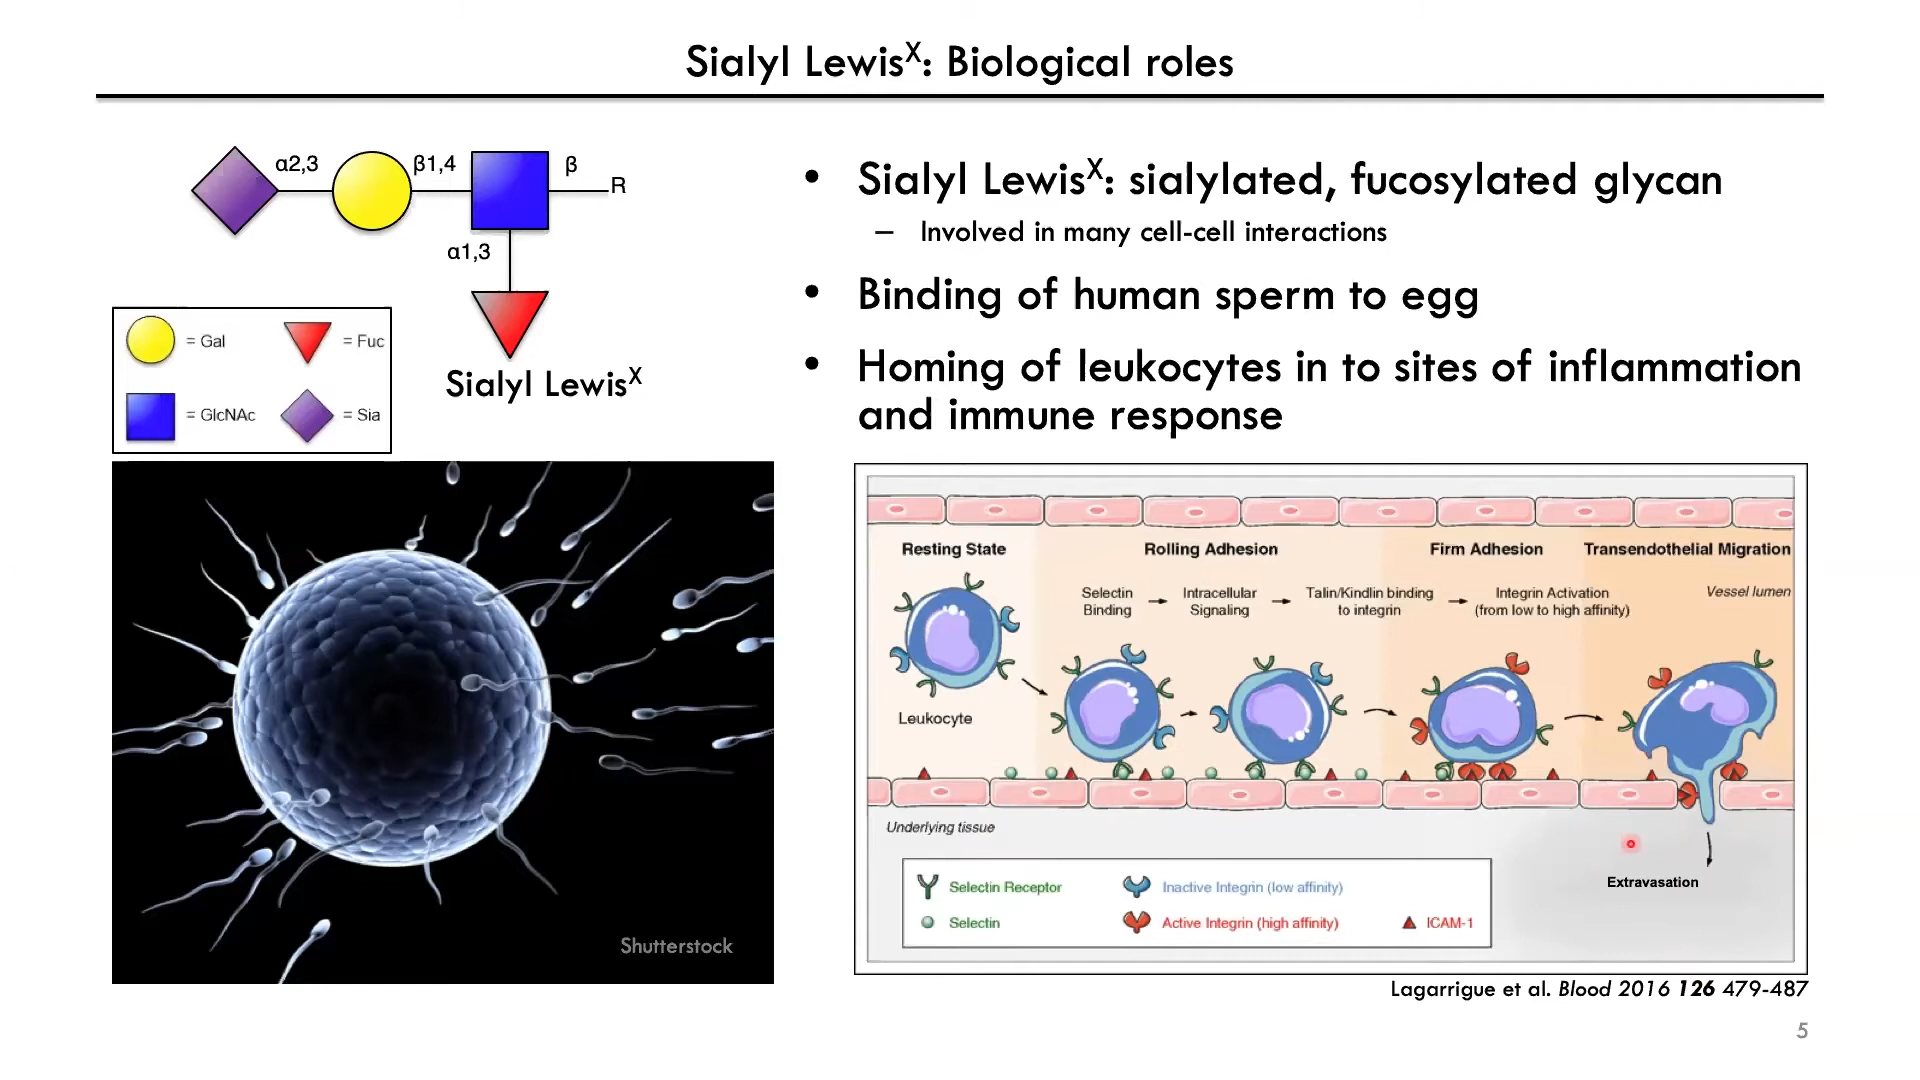 Sialyl Lewisˣ: Biological roles
α2,3
β1,4
β
R
α1,3
= Gal
= Fuc
= GlcNAc
= Sia
Sialyl Lewisˣ
• Sialyl Lewisˣ: sialylated, fucosylated glycan
– Involved in many cell-cell interactions
• Binding of human sperm to egg
• Homing of leukocytes in to sites of inflammation
and immune response
Shutterstock
Resting State
Rolling Adhesion
Firm Adhesion
Transendothelial Migration
Selectin
Binding
Intracellular
Signaling
Talin/Kindlin binding
to integrin
Integrin Activation
(from low to high affinity)
Vessel lumen
Leukocyte
Underlying tissue
Extravasation
Selectin Receptor
Inactive Integrin (low affinity)
Selectin
Active Integrin (high affinity)
ICAM-1
Lagarrigue et al. Blood 2016 126 479-487
5